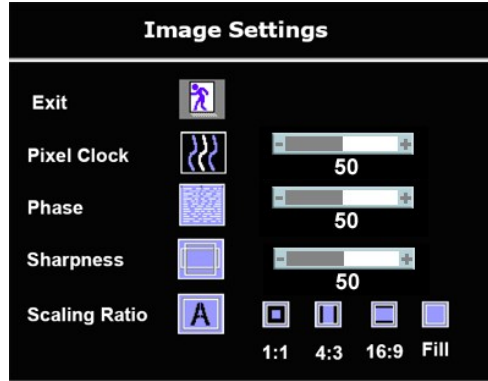 Image Settings
Exit
Pixel Clock
- +
50
Phase
- +
50
Sharpness
- +
50
Scaling Ratio
1:1 4:3 16:9 Fill